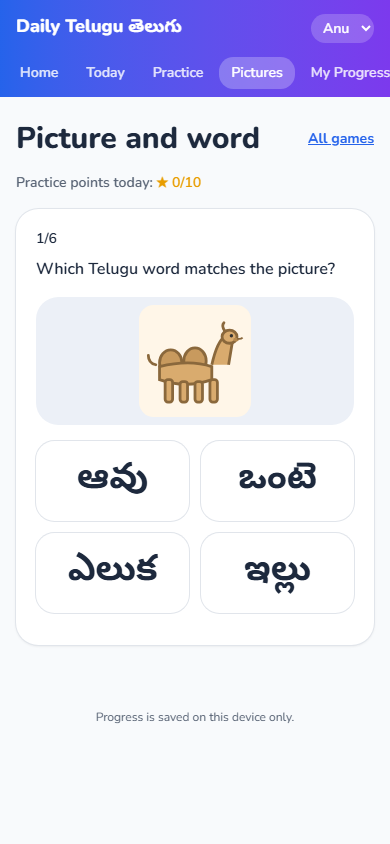 Daily Telugu తెలుగు
Anu
Home Today Practice Pictures My Progress
Picture and word
All games
Practice points today: ★ 0/10
1/6
Which Telugu word matches the picture?
ఆవు ఒంటె
ఎలుక ఇల్లు
Progress is saved on this device only.